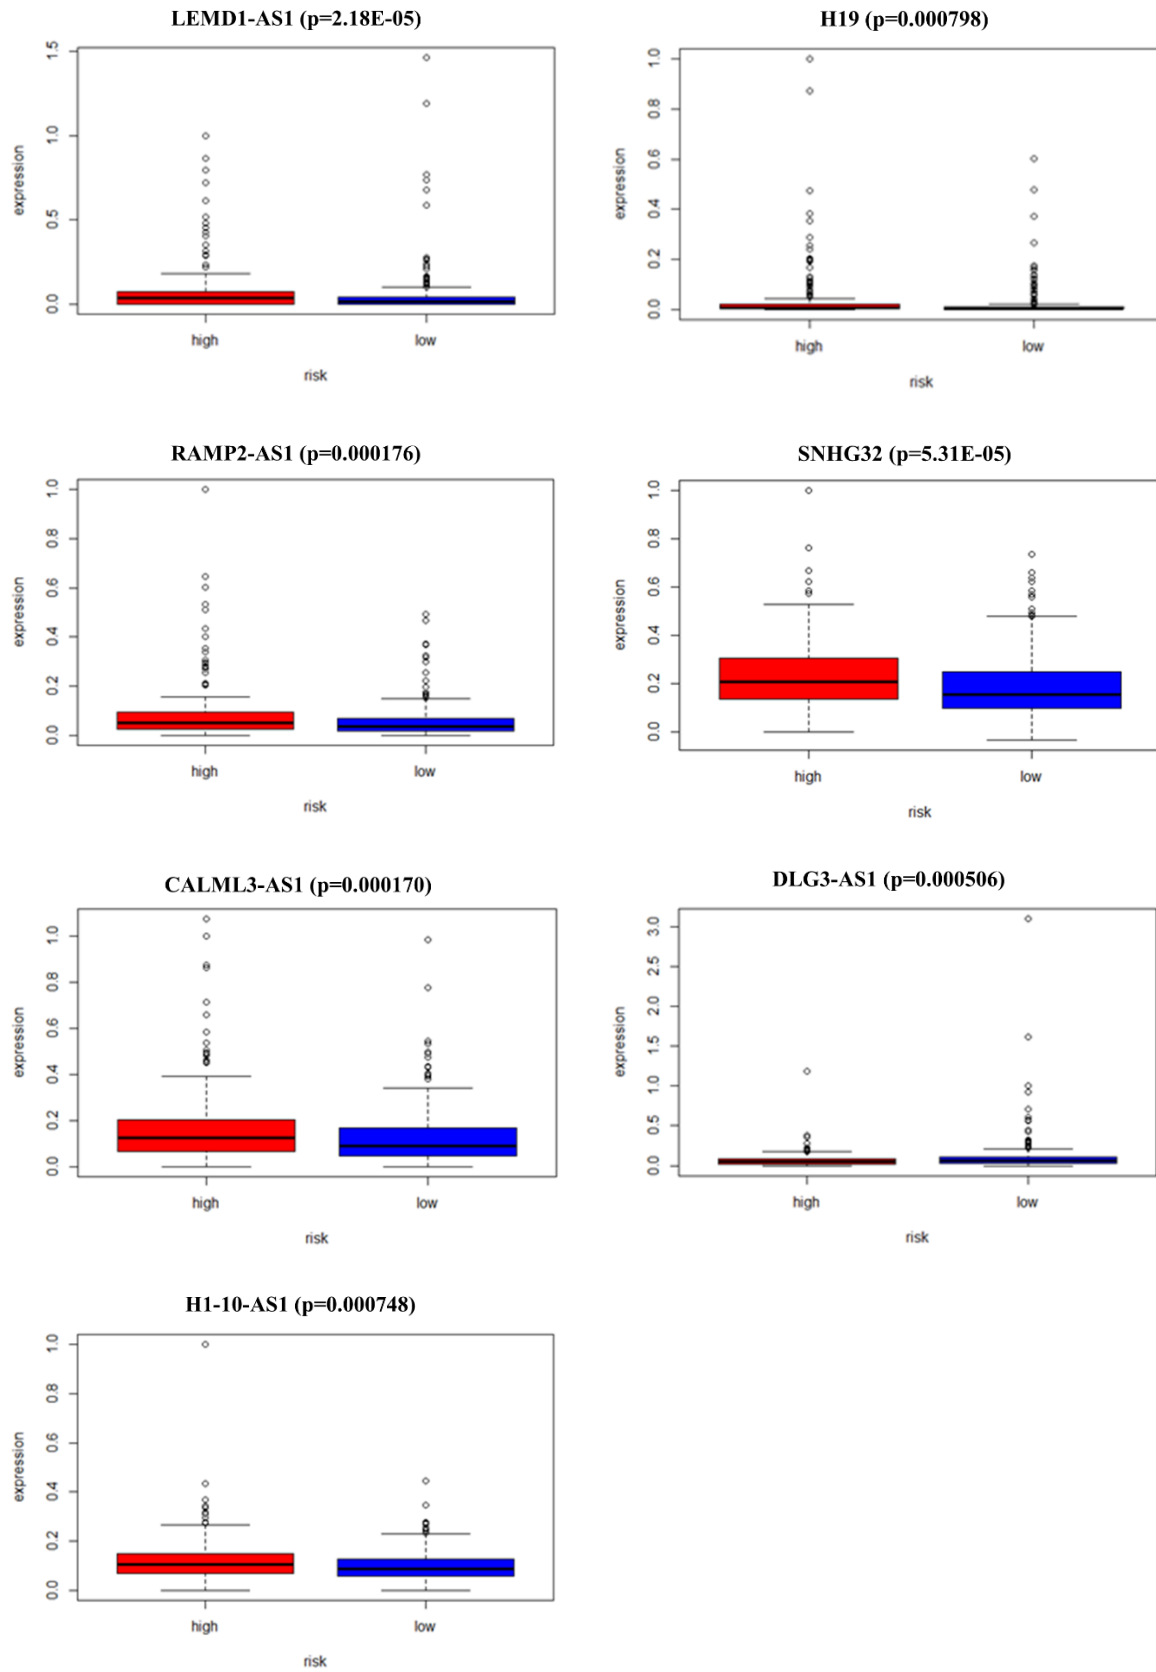 LEMD1-AS1 (p=2.18E-05)
1.5
1.0
0.5
0.0
expression
high
low
risk
H19 (p=0.000798)
1.0
0.8
0.6
0.4
0.2
0.0
expression
high
low
risk
RAMP2-AS1 (p=0.000176)
1.0
0.8
0.6
0.4
0.2
0.0
expression
high
low
risk
SNHG32 (p=5.31E-05)
1.0
0.8
0.6
0.4
0.2
0.0
expression
high
low
risk
CALML3-AS1 (p=0.000170)
1.0
0.8
0.6
0.4
0.2
0.0
expression
high
low
risk
DLG3-AS1 (p=0.000506)
3.0
2.5
2.0
1.5
1.0
0.5
0.0
expression
high
low
risk
H1-10-AS1 (p=0.000748)
1.0
0.8
0.6
0.4
0.2
0.0
expression
high
low
risk